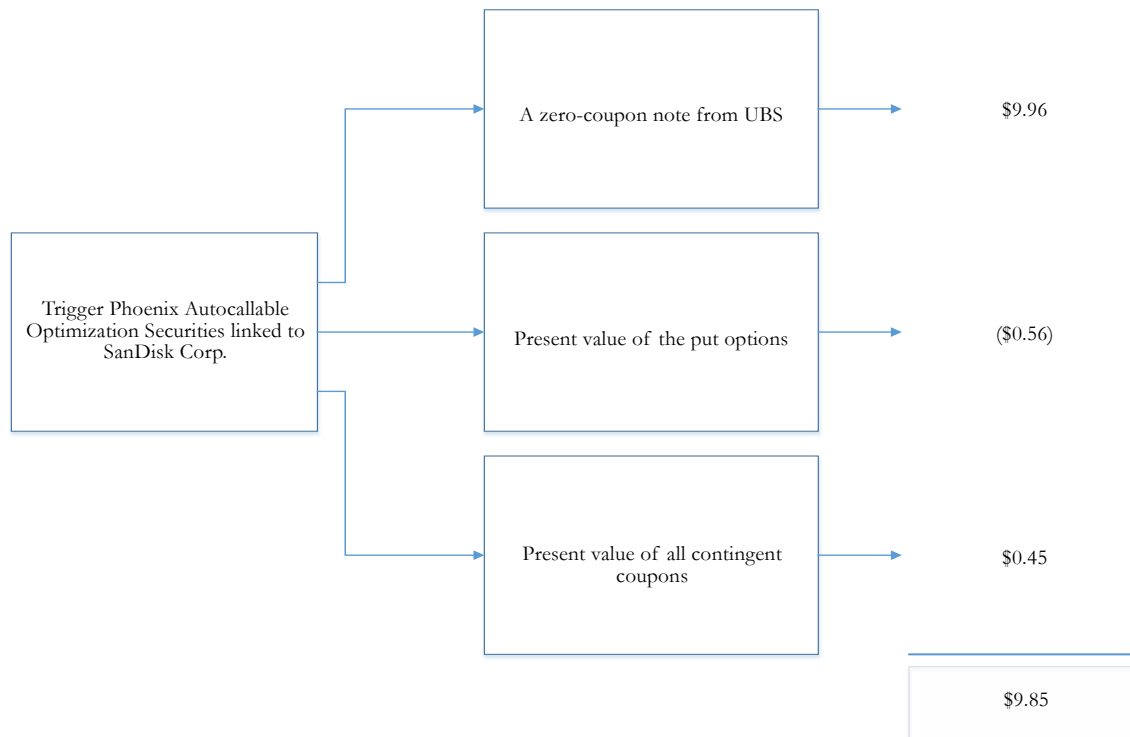 A zero-coupon note from UBS
$9.96
Trigger Phoenix Autocallable
Optimization Securities linked to
SanDisk Corp.
Present value of the put options
($0.56)
Present value of all contingent
coupons
$0.45
$9.85